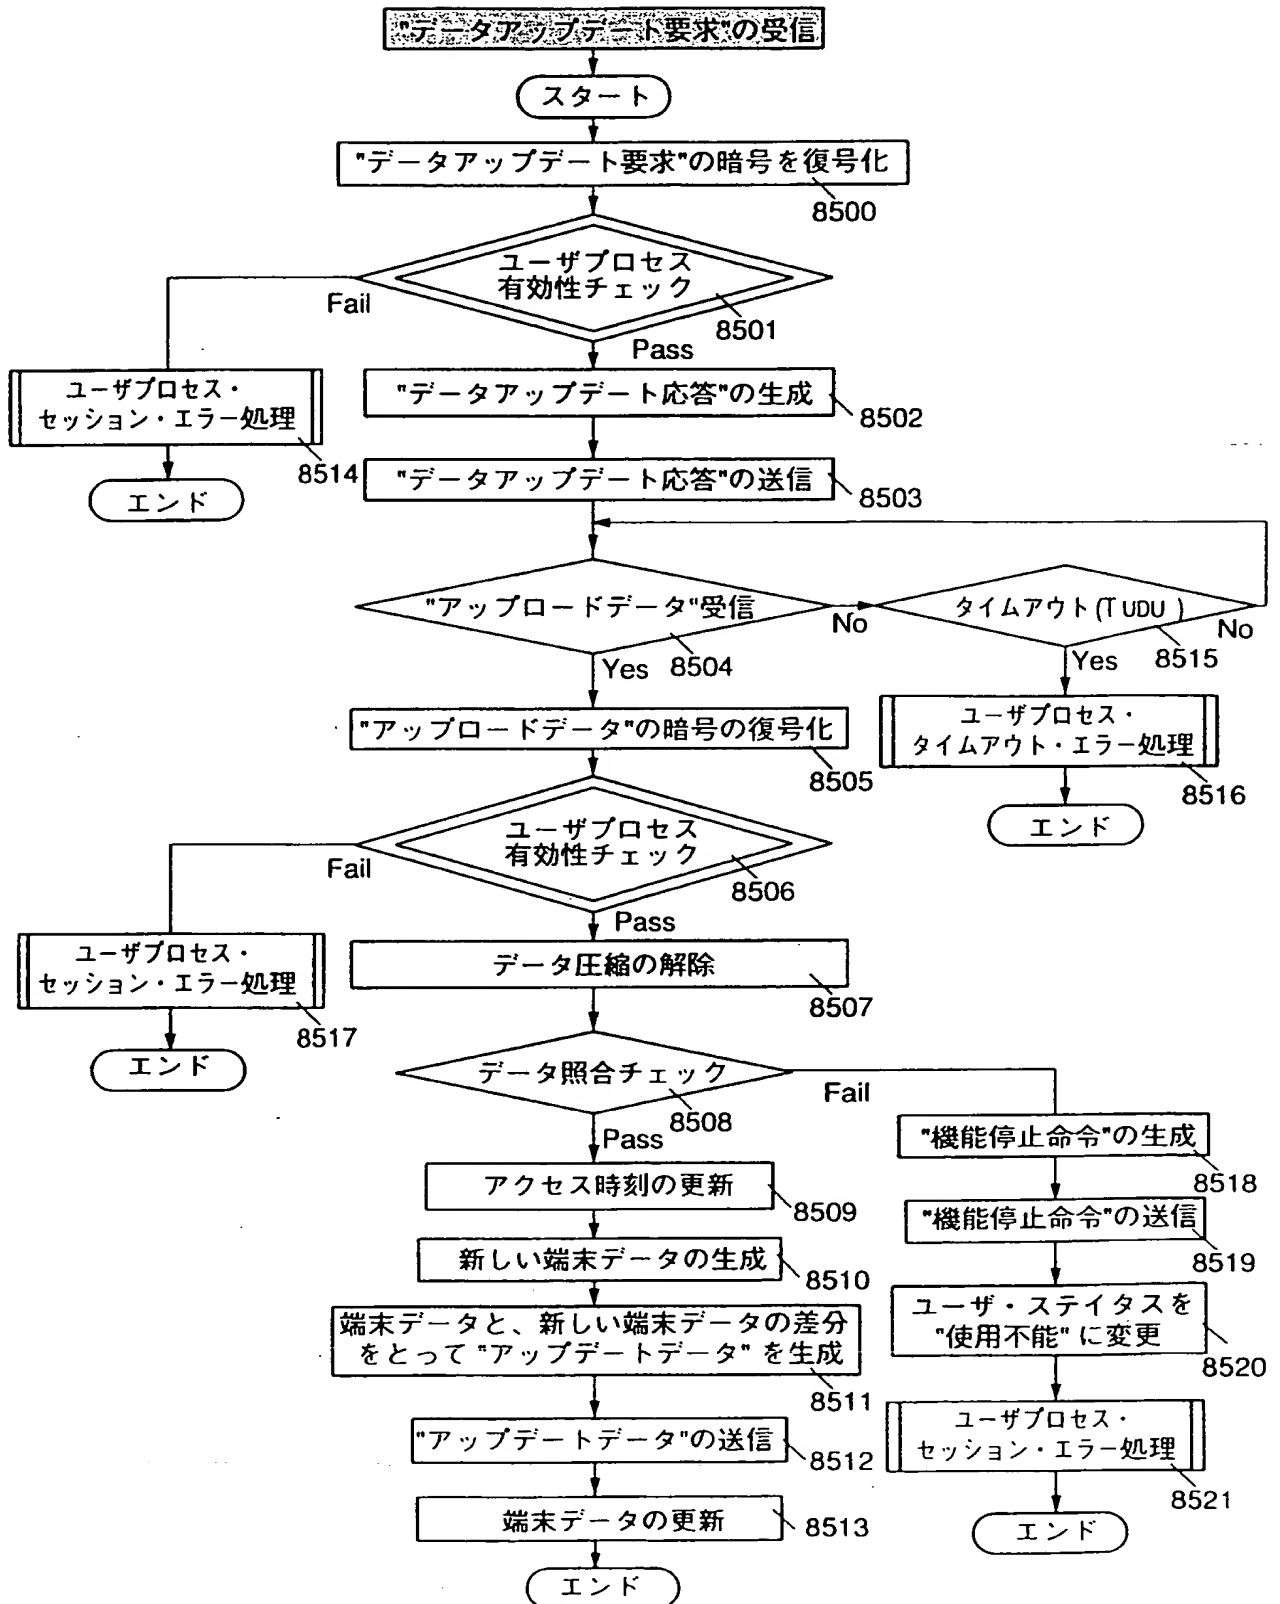 "データアップデート要求"の受信
スタート
"データアップデート要求"の暗号を復号化
8500
ユーザプロセス
有効性チェック
8501
Fail
Pass
ユーザプロセス・
セッション・エラー処理
8514
エンド
"データアップデート応答"の生成
8502
"データアップデート応答"の送信
8503
"アップロードデータ"受信
8504
No
Yes
タイムアウト(TUDU)
8515
No
Yes
ユーザプロセス・
タイムアウト・エラー処理
8516
エンド
"アップロードデータ"の暗号の復号化
8505
ユーザプロセス
有効性チェック
8506
Fail
Pass
ユーザプロセス・
セッション・エラー処理
8517
エンド
データ圧縮の解除
8507
データ照合チェック
8508
Fail
Pass
アクセス時刻の更新
8509
新しい端末データの生成
8510
端末データと、新しい端末データの差分
をとって"アップデートデータ"を生成
8511
"アップデートデータ"の送信
8512
端末データの更新
8513
エンド
"機能停止命令"の生成
8518
"機能停止命令"の送信
8519
ユーザ・ステイタスを
"使用不能"に変更
8520
ユーザプロセス・
セッション・エラー処理
8521
エンド